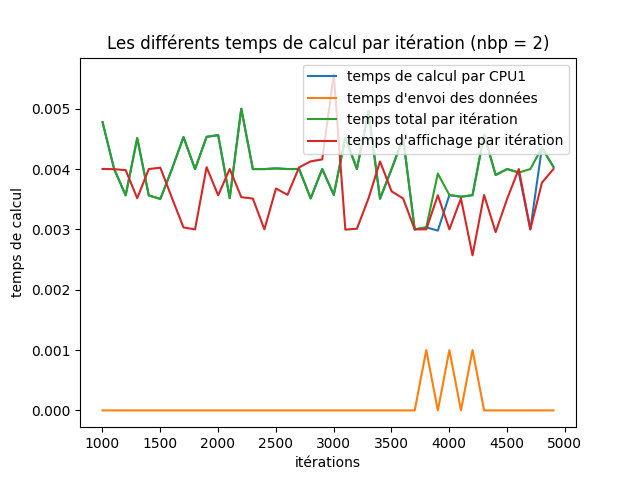 Les différents temps de calcul par itération (nbp = 2)
temps de calcul par CPU1
temps d'envoi des données
temps total par itération
temps d'affichage par itération
temps de calcul
0.005
0.004
0.003
0.002
0.001
0.000
1000 1500 2000 2500 3000 3500 4000 4500 5000
itérations